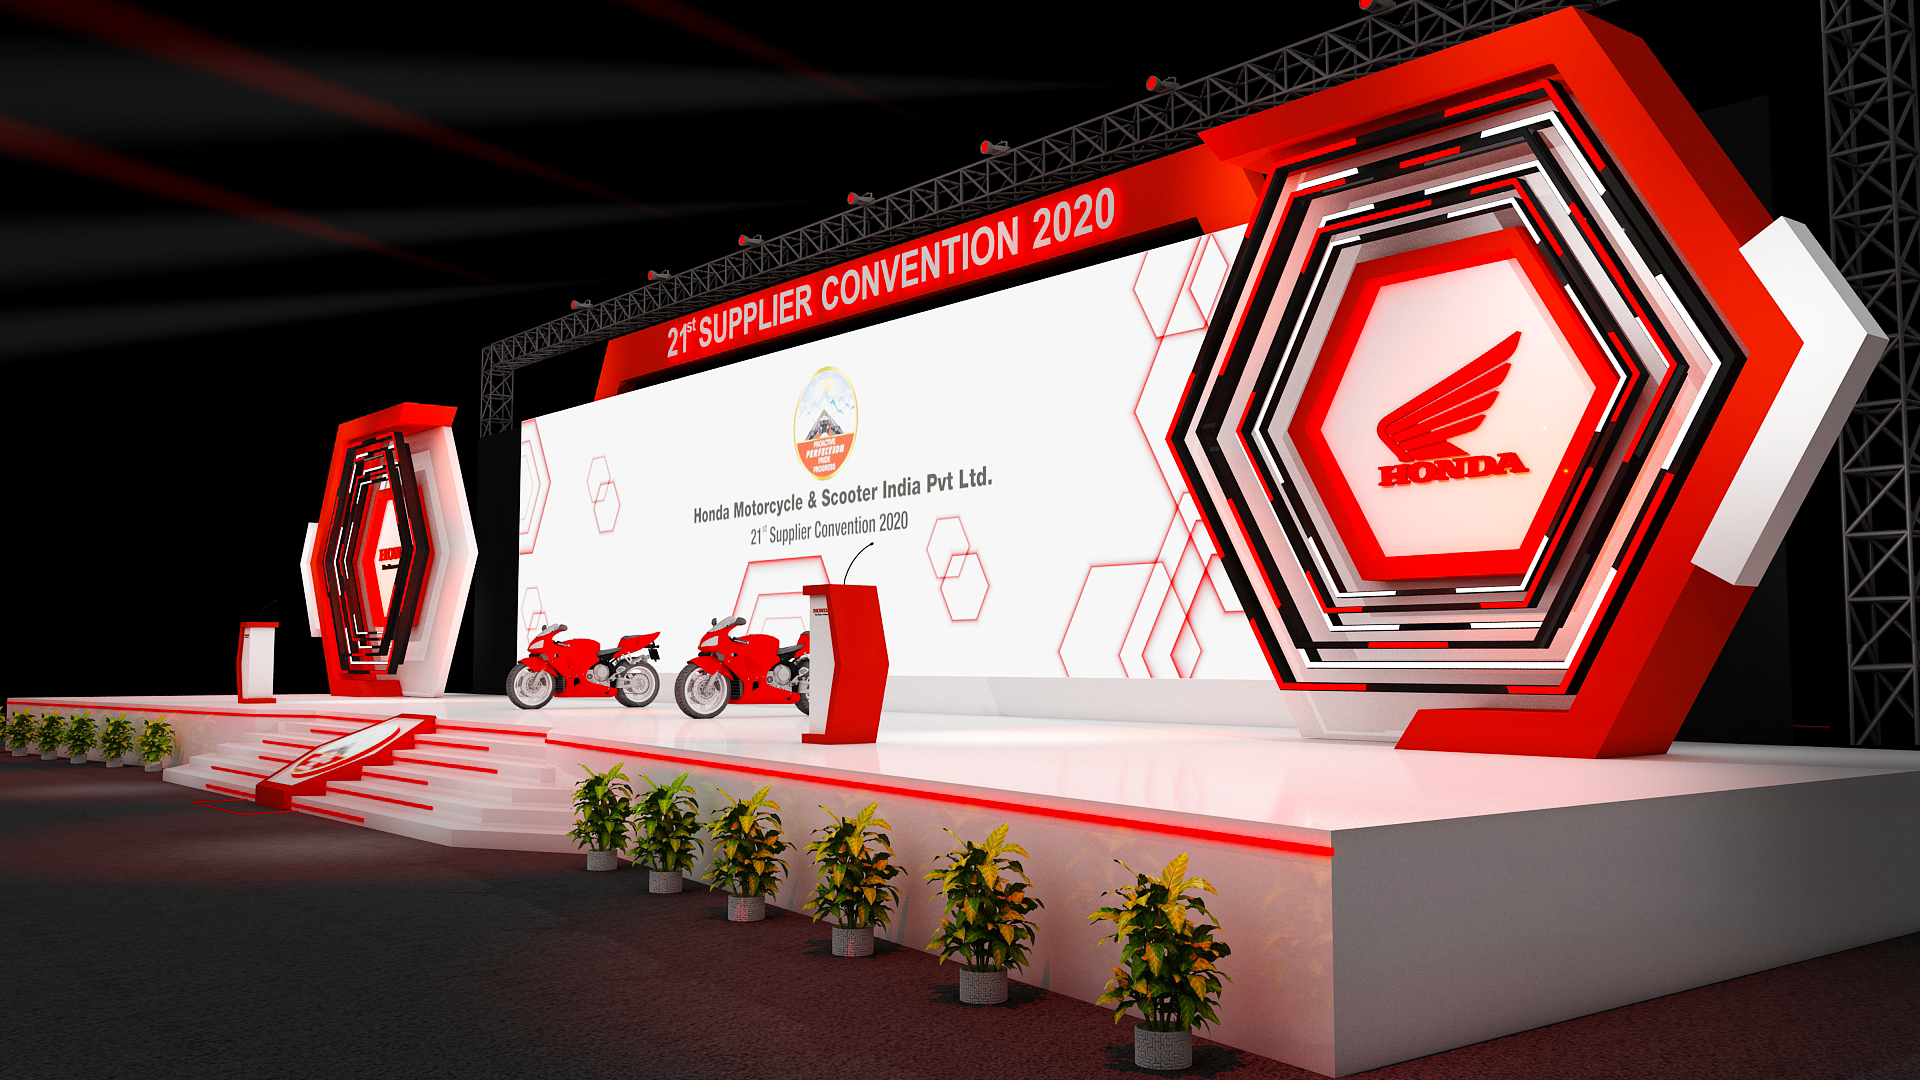 21st SUPPLIER CONVENTION 2020
PROACTIVE
PERFECTION
PRIDE
PROGRESS
Honda Motorcycle & Scooter India Pvt Ltd.
21st Supplier Convention 2020
HONDA
HONDA